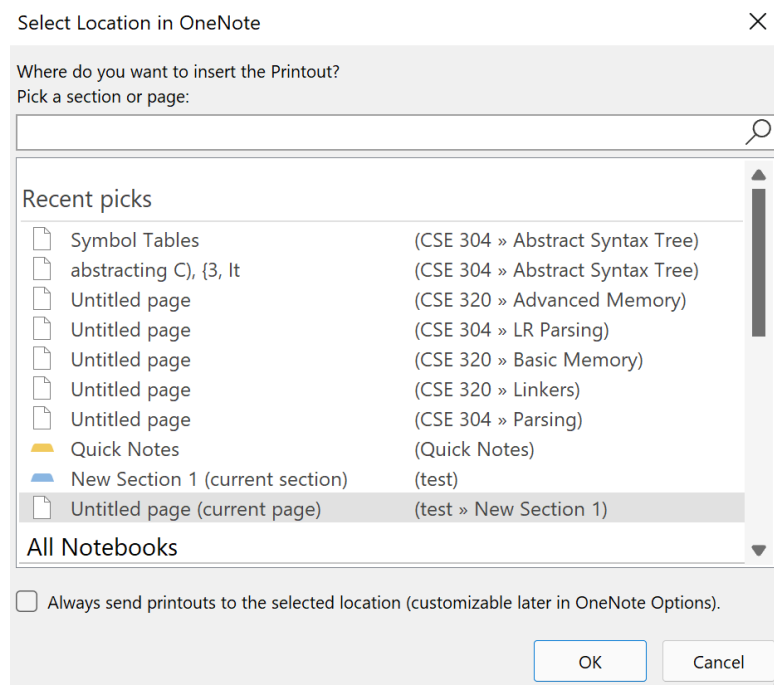 Select Location in OneNote
Where do you want to insert the Printout?
Pick a section or page:
Recent picks
Symbol Tables (CSE 304 » Abstract Syntax Tree)
abstracting C), {3, It (CSE 304 » Abstract Syntax Tree)
Untitled page (CSE 320 » Advanced Memory)
Untitled page (CSE 304 » LR Parsing)
Untitled page (CSE 320 » Basic Memory)
Untitled page (CSE 320 » Linkers)
Untitled page (CSE 304 » Parsing)
Quick Notes (Quick Notes)
New Section 1 (current section) (test)
Untitled page (current page) (test » New Section 1)
All Notebooks
Always send printouts to the selected location (customizable later in OneNote Options).
OK Cancel